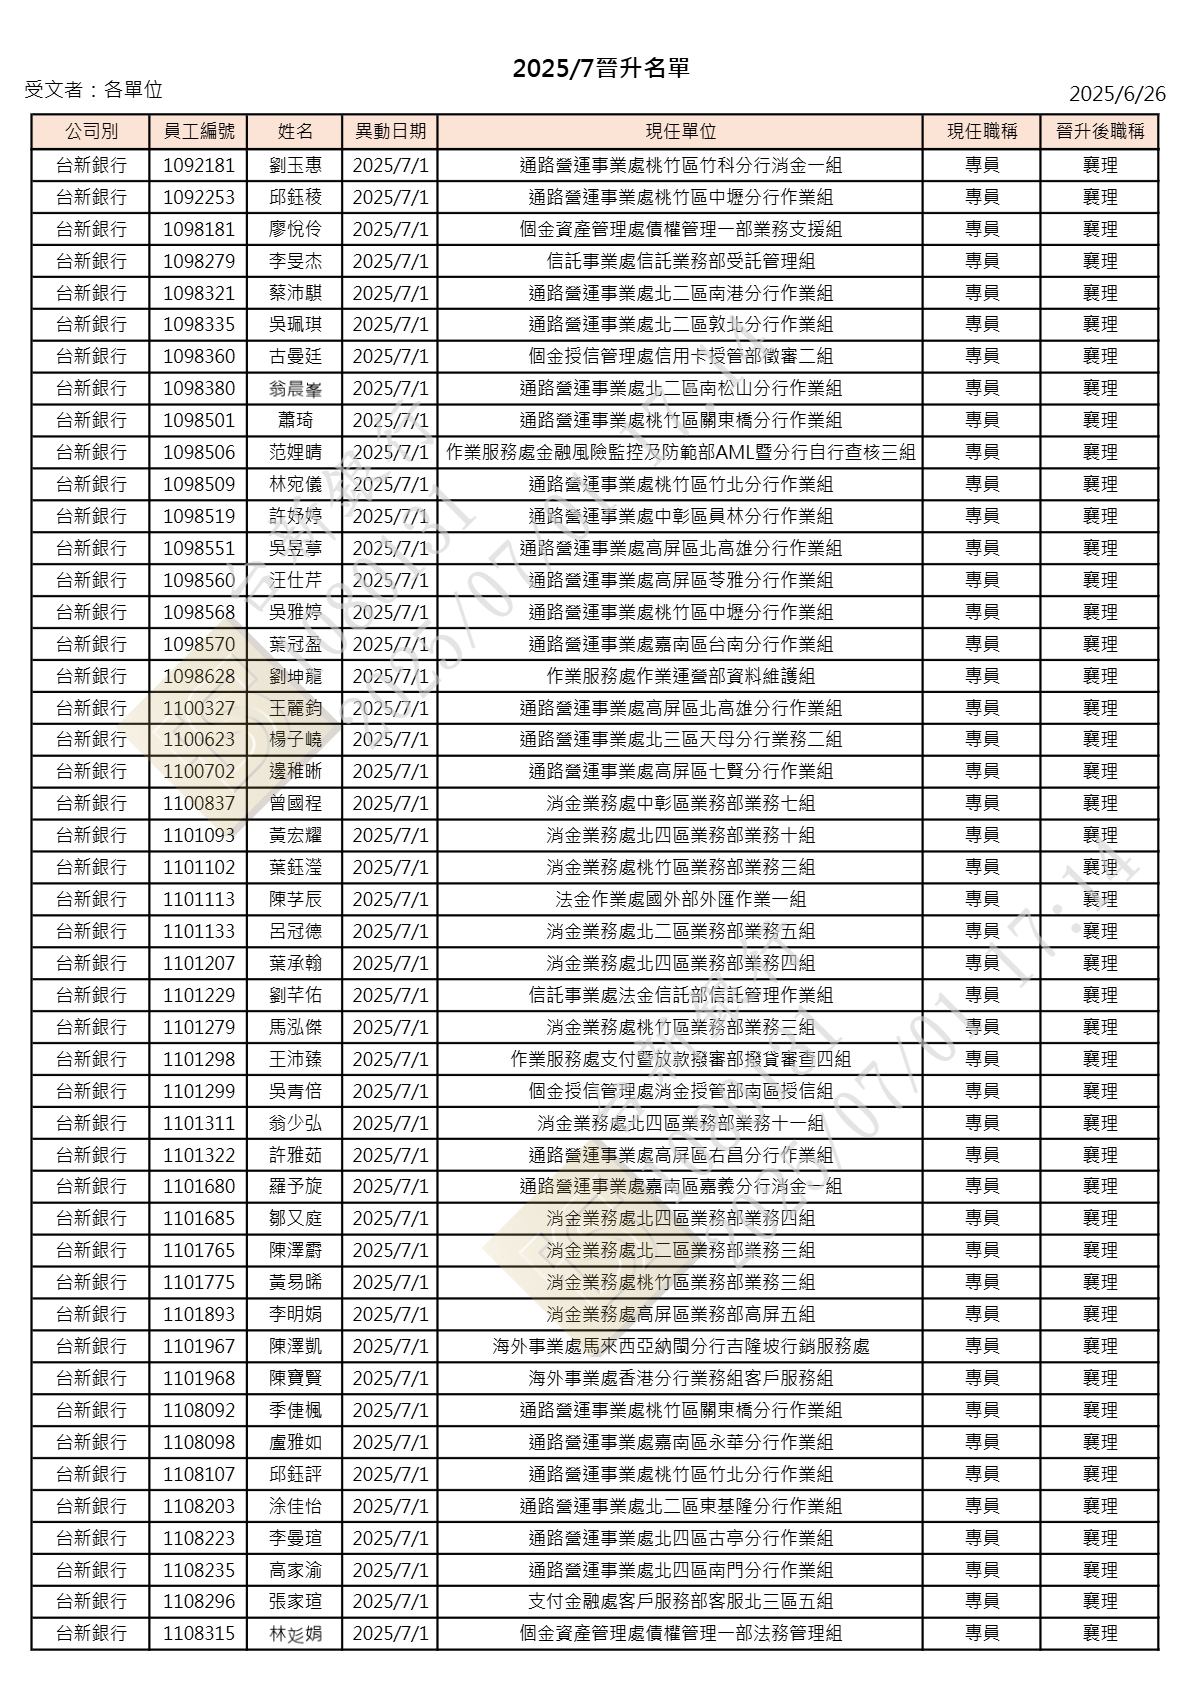 2025/7晉升名單
受文者：各單位
2025/6/26
公司別 員工編號 姓名 異動日期 現任單位 現任職稱 晉升後職稱
台新銀行 1092181 劉玉惠 2025/7/1 通路營運事業處桃竹區竹科分行消金一組 專員 襄理
台新銀行 1092253 邱鈺稜 2025/7/1 通路營運事業處桃竹區中壢分行作業組 專員 襄理
台新銀行 1098181 廖悅伶 2025/7/1 個金資產管理處債權管理一部業務支援組 專員 襄理
台新銀行 1098279 李旻杰 2025/7/1 信託事業處信託業務部受託管理組 專員 襄理
台新銀行 1098321 蔡沛騏 2025/7/1 通路營運事業處北二區南港分行作業組 專員 襄理
台新銀行 1098335 吳珮琪 2025/7/1 通路營運事業處北二區敦北分行作業組 專員 襄理
台新銀行 1098360 古曼廷 2025/7/1 個金授信管理處信用卡授管部徵審二組 專員 襄理
台新銀行 1098380 翁晨峯 2025/7/1 通路營運事業處北二區南松山分行作業組 專員 襄理
台新銀行 1098501 蕭琦 2025/7/1 通路營運事業處桃竹區關東橋分行作業組 專員 襄理
台新銀行 1098506 范娌晴 2025/7/1 作業服務處金融風險監控及防範部AML暨分行自行查核三組 專員 襄理
台新銀行 1098509 林宛儀 2025/7/1 通路營運事業處桃竹區竹北分行作業組 專員 襄理
台新銀行 1098519 許妤婷 2025/7/1 通路營運事業處中彰區員林分行作業組 專員 襄理
台新銀行 1098551 吳昱葶 2025/7/1 通路營運事業處高屏區北高雄分行作業組 專員 襄理
台新銀行 1098560 汪仕芹 2025/7/1 通路營運事業處高屏區苓雅分行作業組 專員 襄理
台新銀行 1098568 吳雅婷 2025/7/1 通路營運事業處桃竹區中壢分行作業組 專員 襄理
台新銀行 1098570 葉冠盈 2025/7/1 通路營運事業處嘉南區台南分行作業組 專員 襄理
台新銀行 1098628 劉坤龍 2025/7/1 作業服務處作業運營部資料維護組 專員 襄理
台新銀行 1100327 王麗鈞 2025/7/1 通路營運事業處高屏區北高雄分行作業組 專員 襄理
台新銀行 1100623 楊子嶢 2025/7/1 通路營運事業處北三區天母分行業務二組 專員 襄理
台新銀行 1100702 邊稚晰 2025/7/1 通路營運事業處高屏區七賢分行作業組 專員 襄理
台新銀行 1100837 曾國程 2025/7/1 消金業務處中彰區業務部業務七組 專員 襄理
台新銀行 1101093 黃宏耀 2025/7/1 消金業務處北四區業務部業務十組 專員 襄理
台新銀行 1101102 葉鈺瀅 2025/7/1 消金業務處桃竹區業務部業務三組 專員 襄理
台新銀行 1101113 陳芓辰 2025/7/1 法金作業處國外部外匯作業一組 專員 襄理
台新銀行 1101133 呂冠德 2025/7/1 消金業務處北二區業務部業務五組 專員 襄理
台新銀行 1101207 葉承翰 2025/7/1 消金業務處北四區業務部業務四組 專員 襄理
台新銀行 1101229 劉芊佑 2025/7/1 信託事業處法金信託部信託管理作業組 專員 襄理
台新銀行 1101279 馬泓傑 2025/7/1 消金業務處桃竹區業務部業務三組 專員 襄理
台新銀行 1101298 王沛臻 2025/7/1 作業服務處支付暨放款撥審部撥貸審查四組 專員 襄理
台新銀行 1101299 吳青倍 2025/7/1 個金授信管理處消金授管部南區授信組 專員 襄理
台新銀行 1101311 翁少弘 2025/7/1 消金業務處北四區業務部業務十一組 專員 襄理
台新銀行 1101322 許雅茹 2025/7/1 通路營運事業處高屏區右昌分行作業組 專員 襄理
台新銀行 1101680 羅予旋 2025/7/1 通路營運事業處嘉南區嘉義分行消金一組 專員 襄理
台新銀行 1101685 鄒又庭 2025/7/1 消金業務處北四區業務部業務四組 專員 襄理
台新銀行 1101765 陳澤霨 2025/7/1 消金業務處北二區業務部業務三組 專員 襄理
台新銀行 1101775 黃易晞 2025/7/1 消金業務處桃竹區業務部業務三組 專員 襄理
台新銀行 1101893 李明娟 2025/7/1 消金業務處高屏區業務部高屏五組 專員 襄理
台新銀行 1101967 陳澤凱 2025/7/1 海外事業處馬來西亞納閩分行吉隆坡行銷服務處 專員 襄理
台新銀行 1101968 陳寶賢 2025/7/1 海外事業處香港分行業務組客戶服務組 專員 襄理
台新銀行 1108092 季倢楓 2025/7/1 通路營運事業處桃竹區關東橋分行作業組 專員 襄理
台新銀行 1108098 盧雅如 2025/7/1 通路營運事業處嘉南區永華分行作業組 專員 襄理
台新銀行 1108107 邱鈺評 2025/7/1 通路營運事業處桃竹區竹北分行作業組 專員 襄理
台新銀行 1108203 涂佳怡 2025/7/1 通路營運事業處北二區東基隆分行作業組 專員 襄理
台新銀行 1108223 李曼瑄 2025/7/1 通路營運事業處北四區古亭分行作業組 專員 襄理
台新銀行 1108235 高家渝 2025/7/1 通路營運事業處北四區南門分行作業組 專員 襄理
台新銀行 1108296 張家瑄 2025/7/1 支付金融處客戶服務部客服北三區五組 專員 襄理
台新銀行 1108315 林彣娟 2025/7/1 個金資產管理處債權管理一部法務管理組 專員 襄理
台新銀行
1080131
2025/07/01 17:14
台新銀行
1080131
2025/07/01 17:14